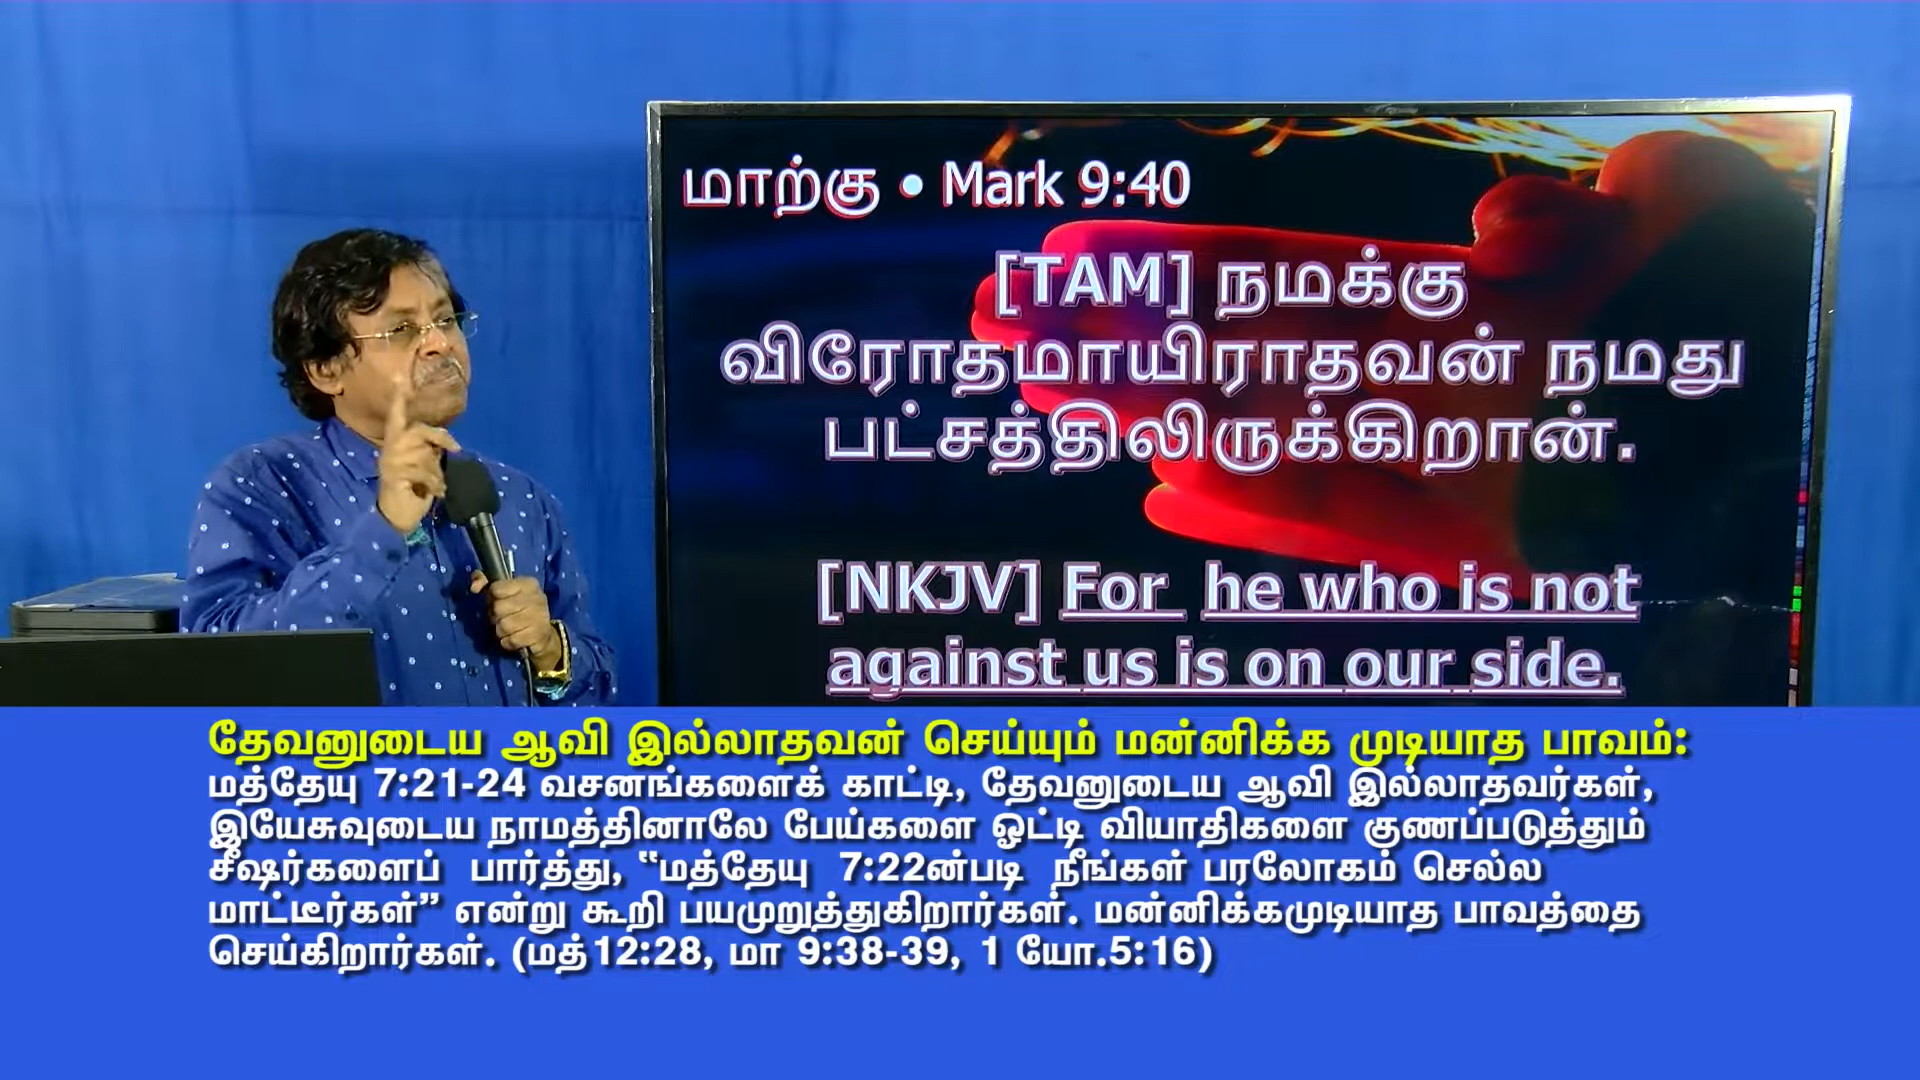 மாற்கு • Mark 9:40
[TAM] நமக்கு
விரோதமாயிராதவன் நமது
பட்சத்திலிருக்கிறான்.
[NKJV] For he who is not
against us is on our side.
தேவனுடைய ஆவி இல்லாதவன் செய்யும் மன்னிக்க முடியாத பாவம்:
மத்தேயு 7:21-24 வசனங்களைக் காட்டி, தேவனுடைய ஆவி இல்லாதவர்கள்,
இயேசுவுடைய நாமத்தினாலே பேய்களை ஓட்டி வியாதிகளை குணப்படுத்தும்
சீஷர்களைப் பார்த்து, “மத்தேயு 7:22ன்படி நீங்கள் பரலோகம் செல்ல
மாட்டீர்கள்” என்று கூறி பயமுறுத்துகிறார்கள். மன்னிக்கமுடியாத பாவத்தை
செய்கிறார்கள். (மத்12:28, மா 9:38-39, 1 யோ.5:16)